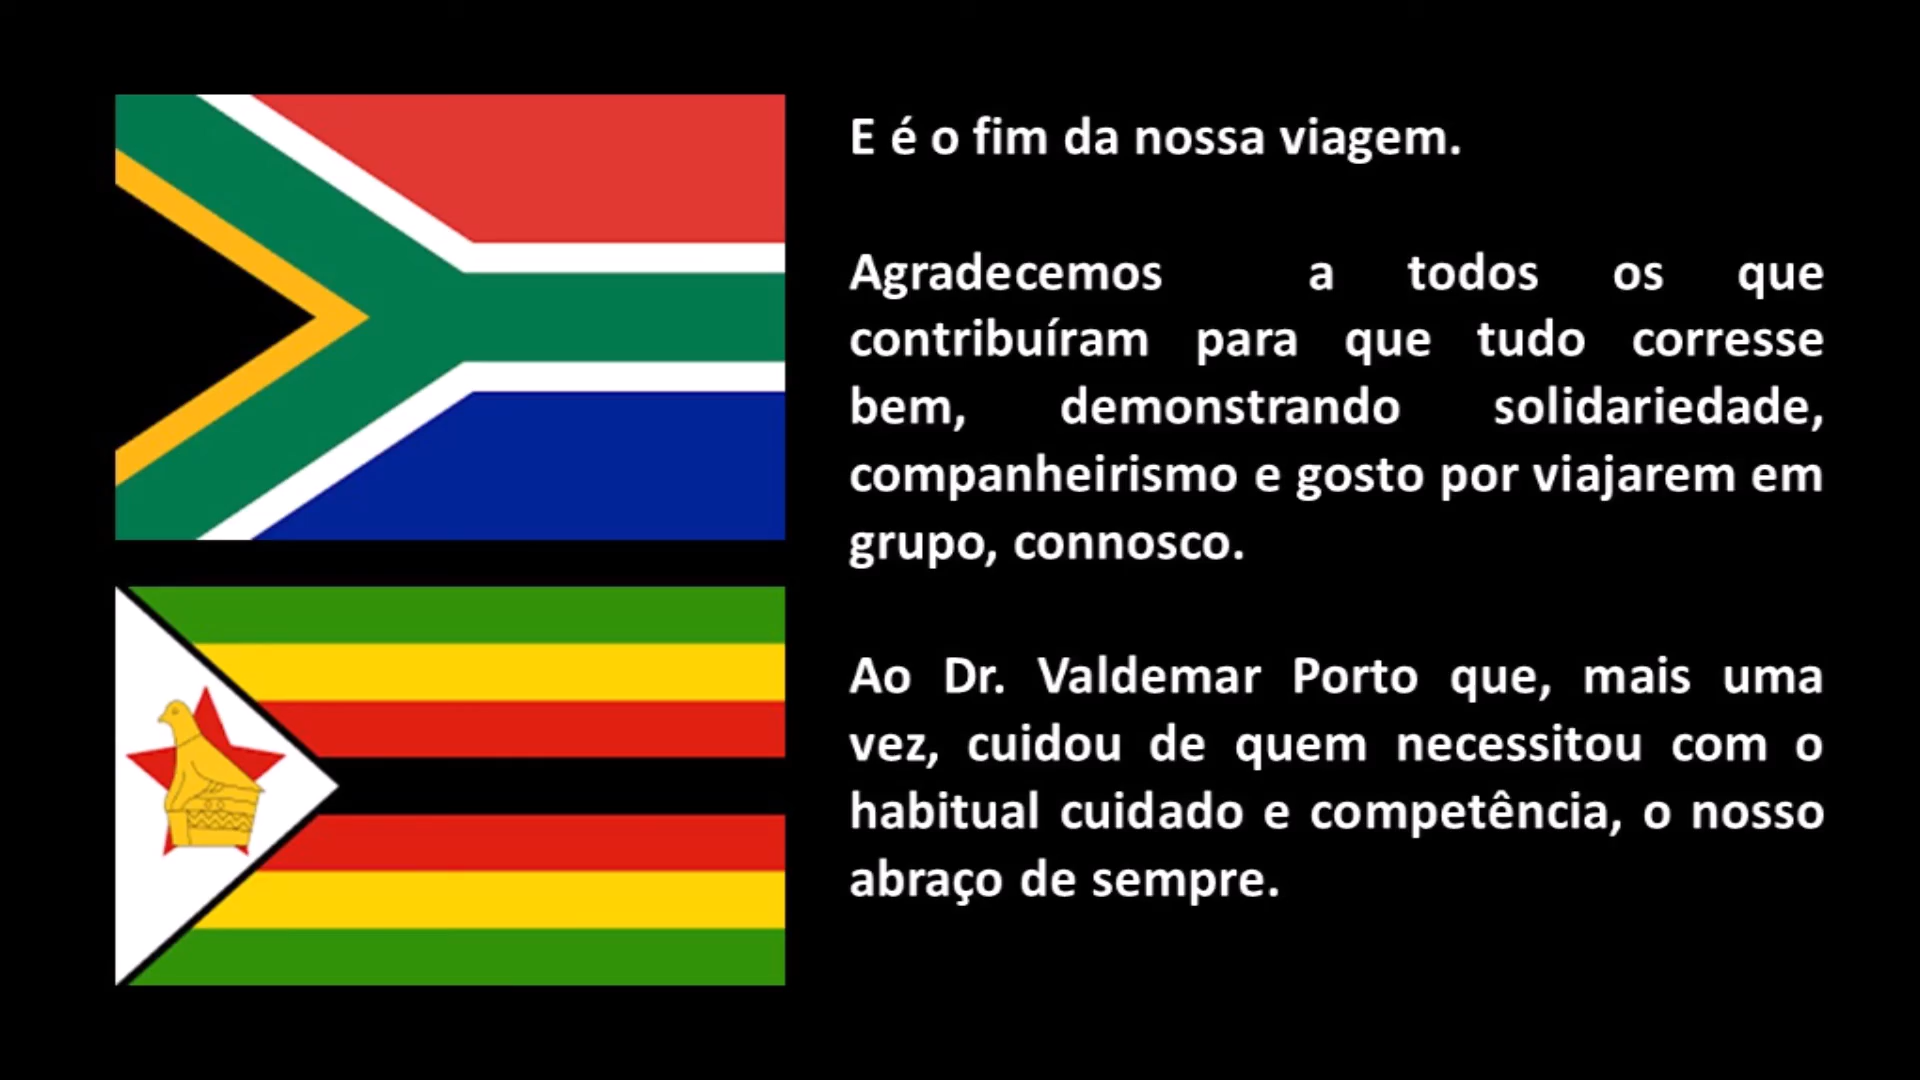 E é o fim da nossa viagem.
Agradecemos a todos os que
contribuíram para que tudo corresse
bem, demonstrando solidariedade,
companheirismo e gosto por viajarem em
grupo, connosco.
Ao Dr. Valdemar Porto que, mais uma
vez, cuidou de quem necessitou com o
habitual cuidado e competência, o nosso
abraço de sempre.